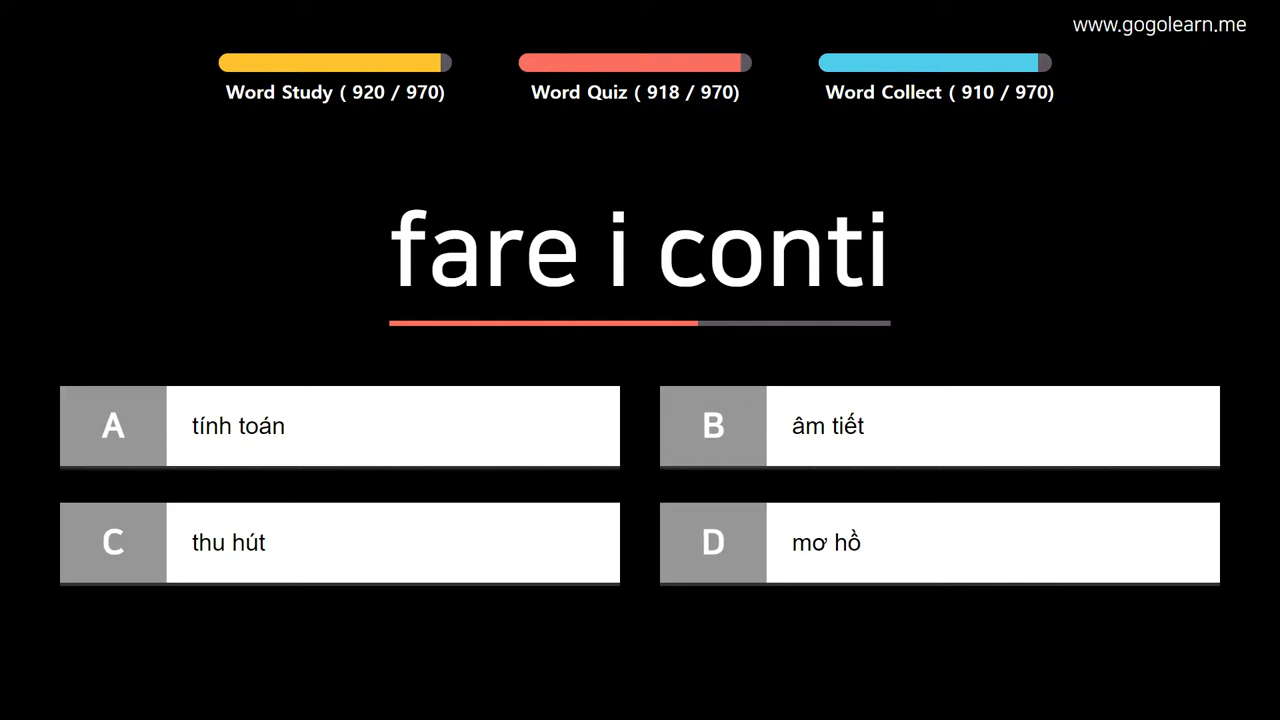 www.gogolearn.me
Word Study ( 920 / 970)
Word Quiz ( 918 / 970)
Word Collect ( 910 / 970)
fare i conti
A tính toán
B âm tiết
C thu hút
D mơ hồ